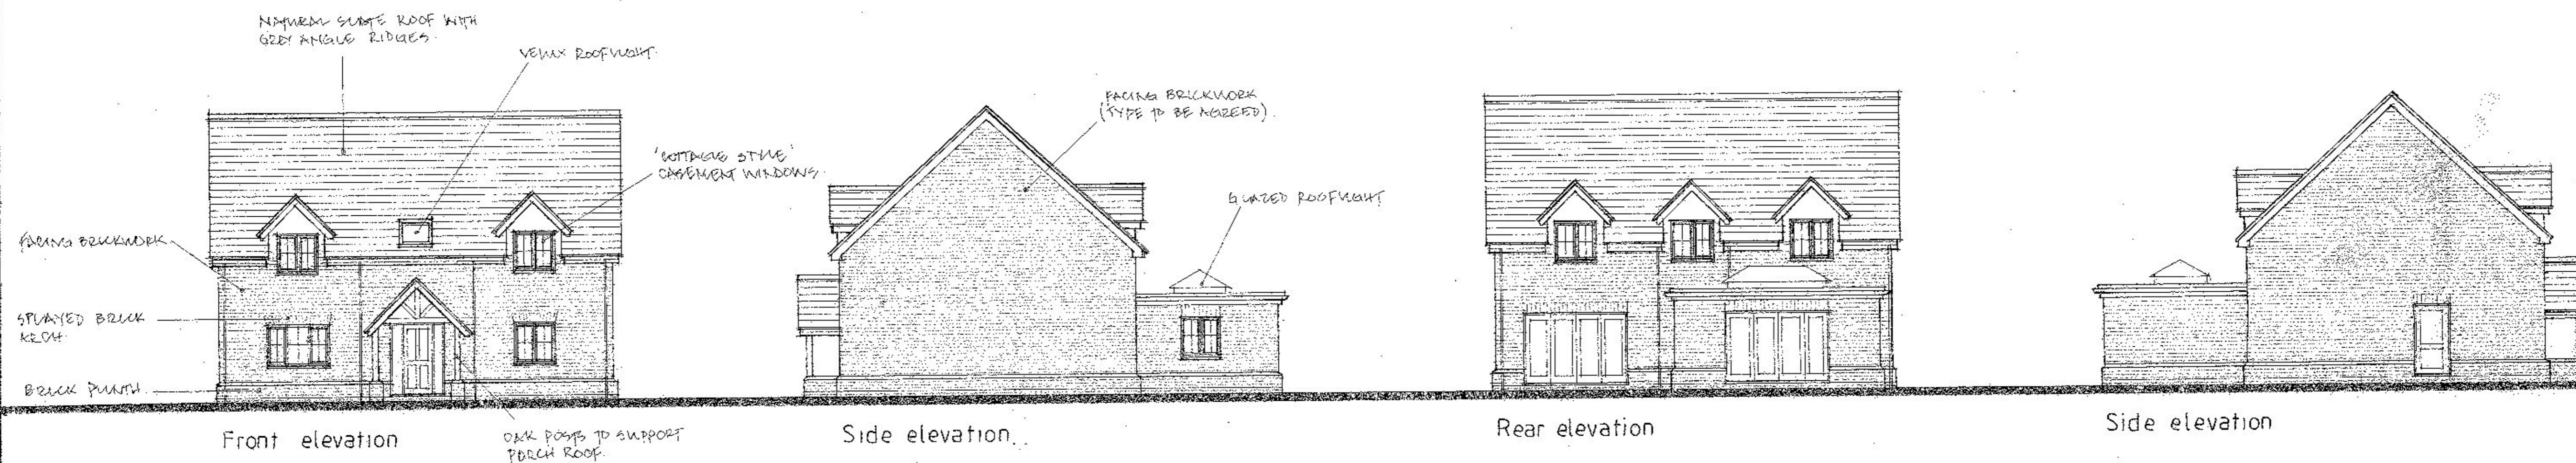 NATURAL SLATE ROOF WITH
GREY ANGLE RIDGES.
VELUX ROOFLIGHT.
'COTTAGE STYLE'
CASEMENT WINDOWS.
FACING BRICKWORK
SPLAYED BRICK
ARCH.
BRICK PLINTH.
OAK POSTS TO SUPPORT
PORCH ROOF.
Front elevation
FACING BRICKWORK
(TYPE TO BE AGREED).
GLAZED ROOFLIGHT
Side elevation
Rear elevation
Side elevation